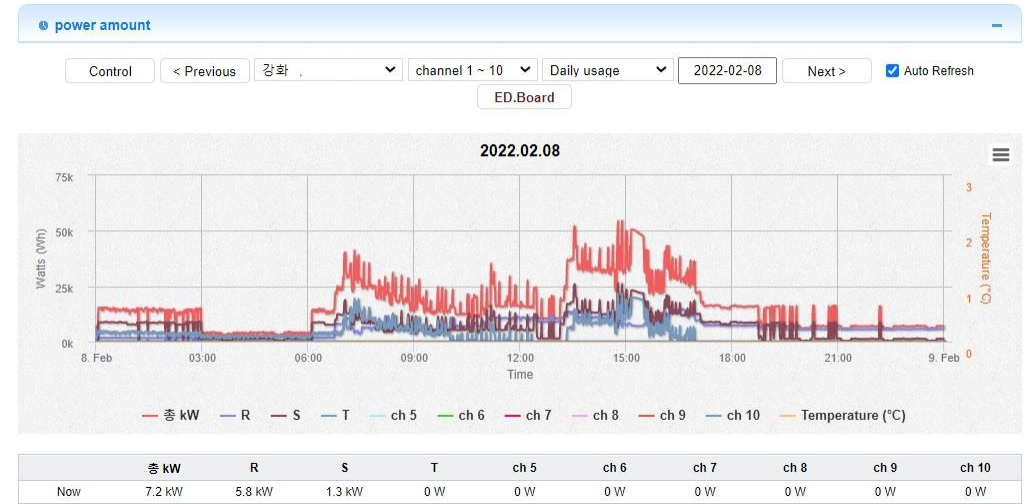 power amount
Control < Previous 강화 . channel 1 ~ 10 Daily usage 2022-02-08 Next > Auto Refresh
ED.Board
2022.02.08
75k
50k
25k
0k
Watts (Wh)
3
2
1
0
Temperature (°C)
8. Feb 03:00 06:00 09:00 12:00 15:00 18:00 21:00 9. Feb
Time
총 kW R S T ch 5 ch 6 ch 7 ch 8 ch 9 ch 10 Temperature (°C)
총 kW R S T ch 5 ch 6 ch 7 ch 8 ch 9 ch 10
Now 7.2 kW 5.8 kW 1.3 kW 0 W 0 W 0 W 0 W 0 W 0 W 0 W